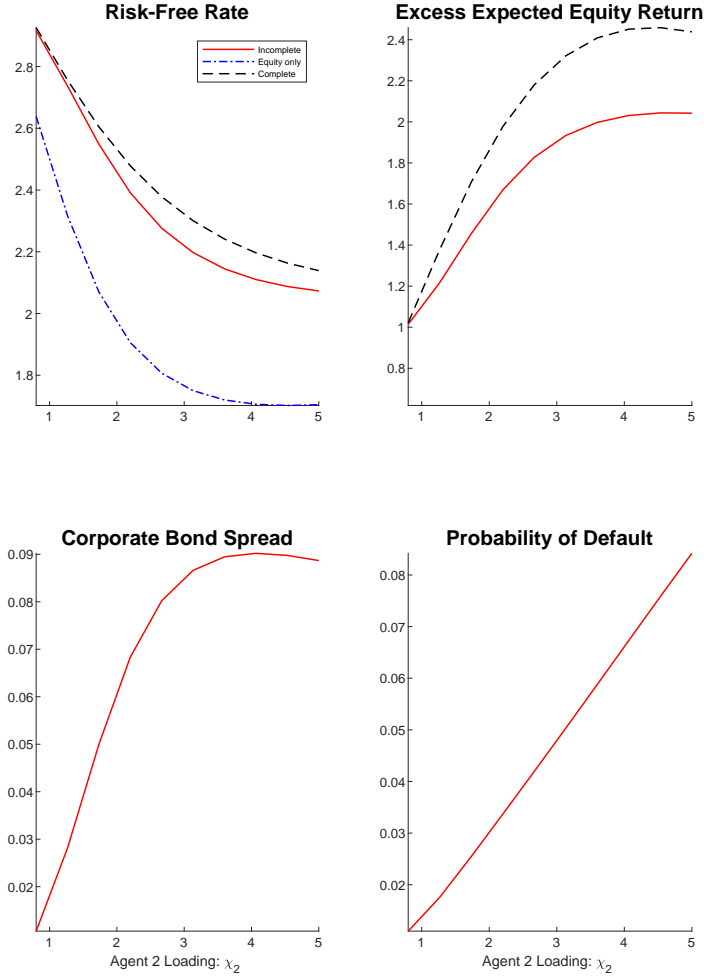 Risk-Free Rate
Incomplete
Equity only
Complete
2.8
2.6
2.4
2.2
2
1.8
1 2 3 4 5
Excess Expected Equity Return
2.4
2.2
2
1.8
1.6
1.4
1.2
1
0.8
1 2 3 4 5
Corporate Bond Spread
0.09
0.08
0.07
0.06
0.05
0.04
0.03
0.02
1 2 3 4 5
Agent 2 Loading: χ₂
Probability of Default
0.08
0.07
0.06
0.05
0.04
0.03
0.02
1 2 3 4 5
Agent 2 Loading: χ₂